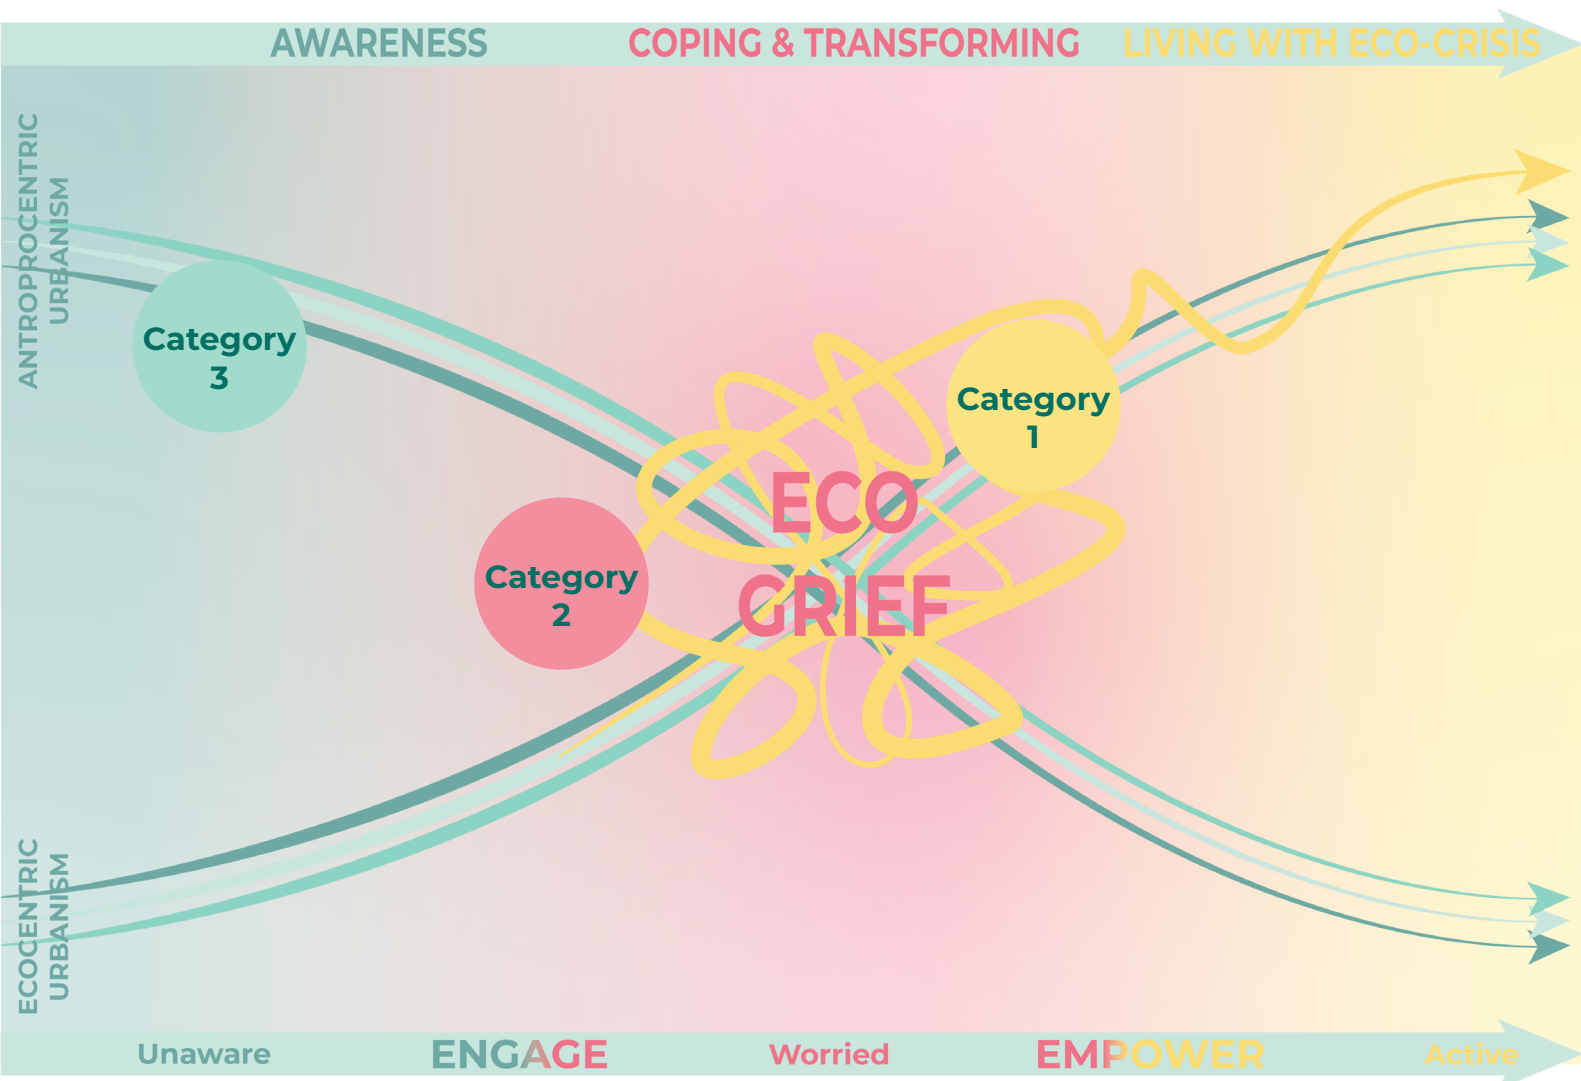 AWARENESS COPING & TRANSFORMING LIVING WITH ECO-CRISIS
ANTROPROCENTRIC
URBANISM
Category
3
Category
1
ECO
GRIEF
Category
2
ECOCENTRIC
URBANISM
Unaware ENGAGE Worried EMPOWER Active